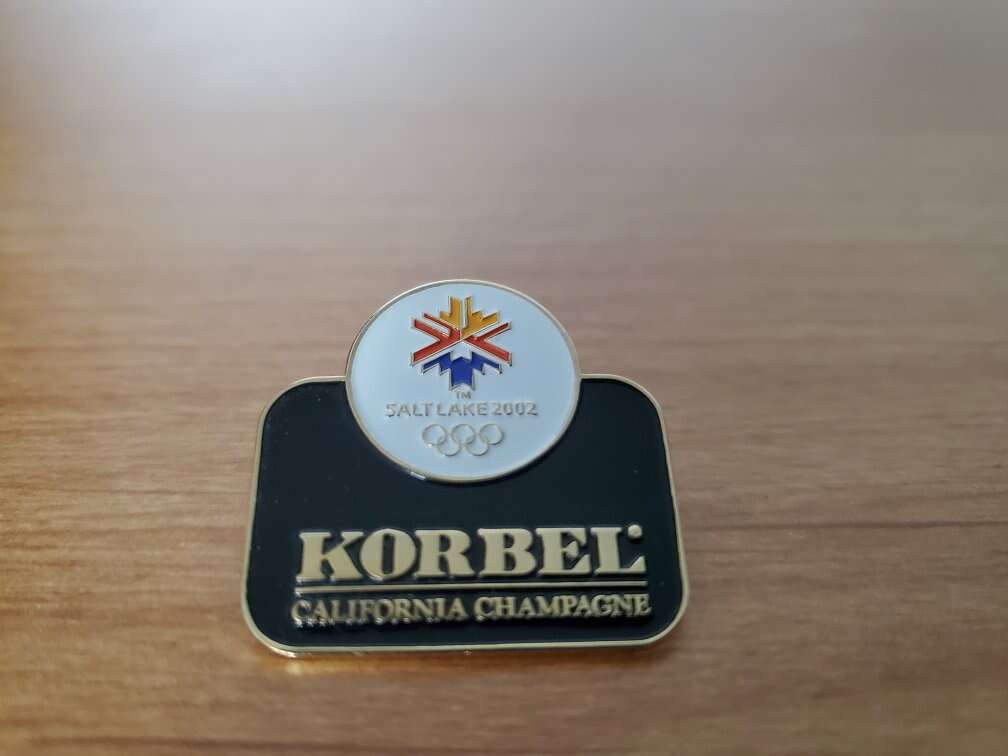 TM
SALT LAKE 2002
KORBEL®
CALIFORNIA CHAMPAGNE